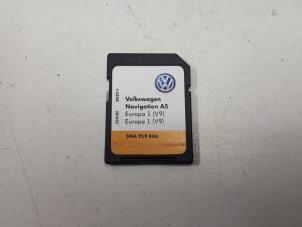 Volkswagen
Navigation AS
Europa 1 (V9)
Europe 1 (V9)
5NA 919 866